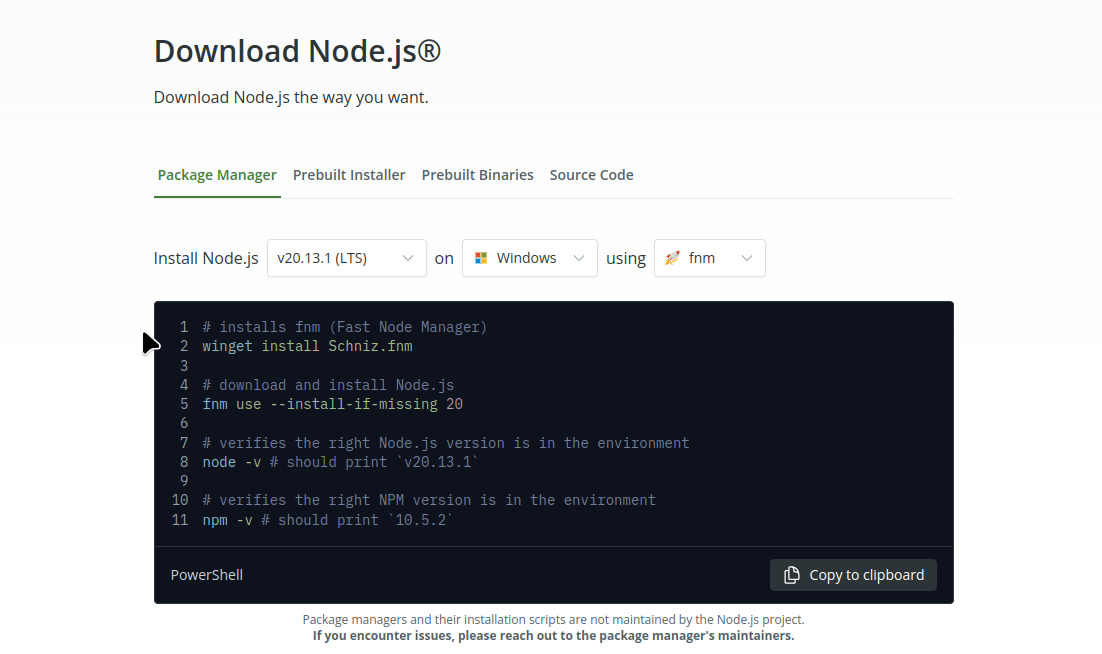 Download Node.js®
Download Node.js the way you want.
Package Manager Prebuilt Installer Prebuilt Binaries Source Code
Install Node.js v20.13.1 (LTS) on Windows using fnm
1 # installs fnm (Fast Node Manager)
2 winget install Schniz.fnm
3
4 # download and install Node.js
5 fnm use --install-if-missing 20
6
7 # verifies the right Node.js version is in the environment
8 node -v # should print `v20.13.1`
9
10 # verifies the right NPM version is in the environment
11 npm -v # should print `10.5.2`
PowerShell Copy to clipboard
Package managers and their installation scripts are not maintained by the Node.js project.
If you encounter issues, please reach out to the package manager's maintainers.